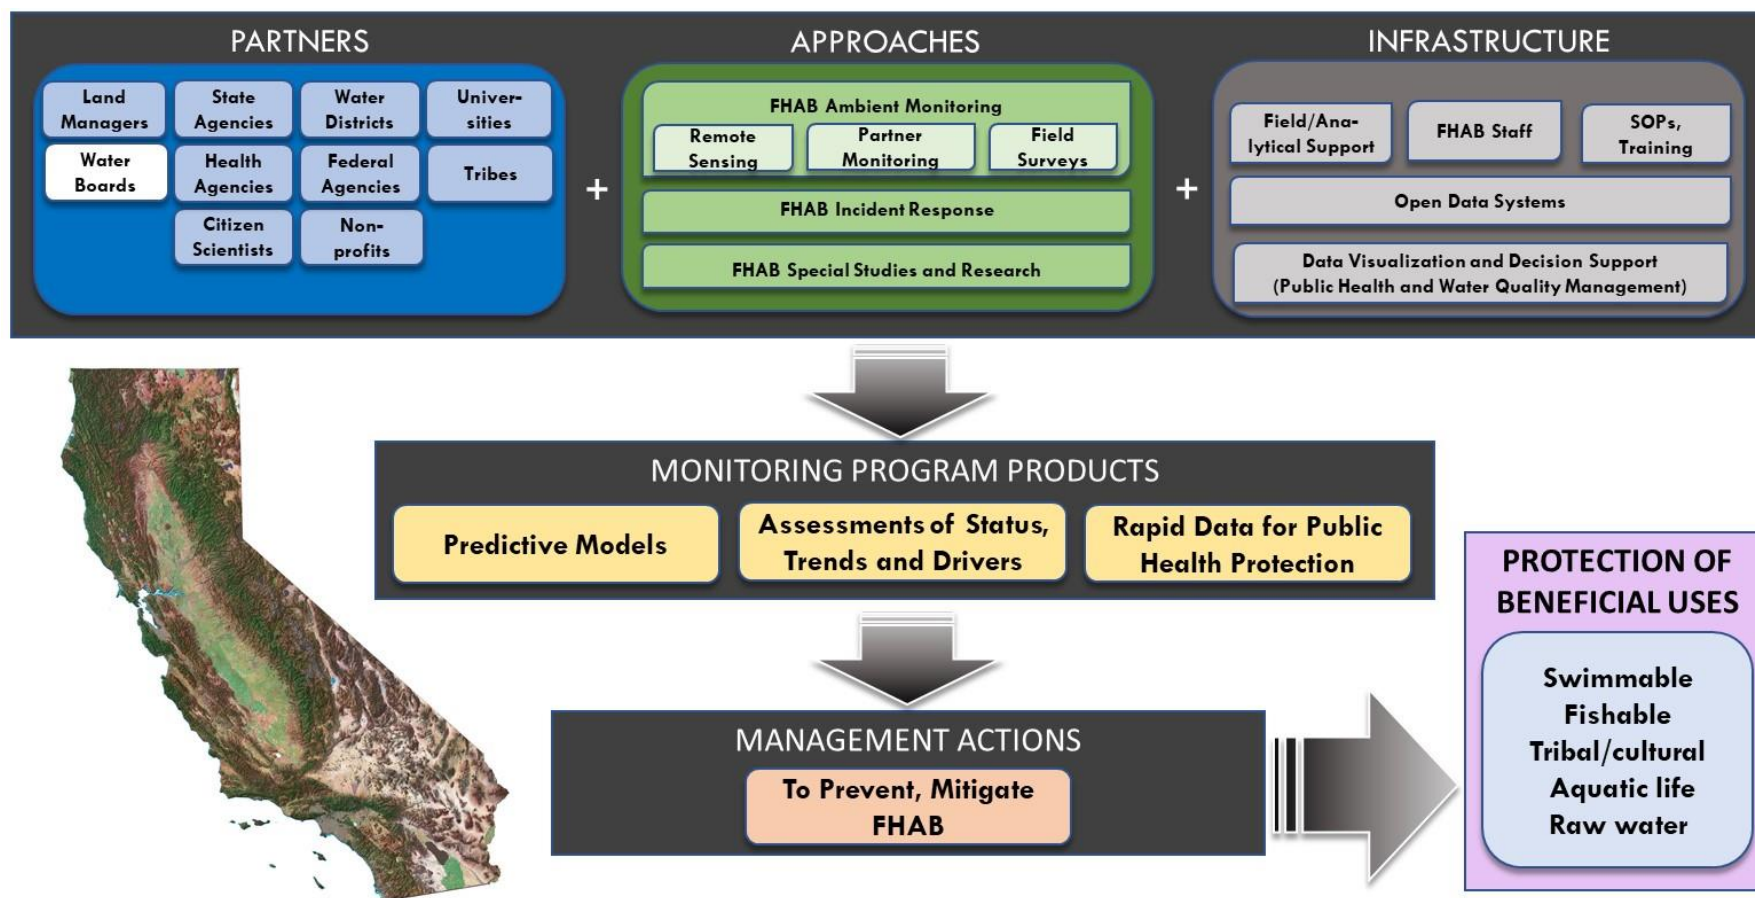 PARTNERS
Land
Managers
State
Agencies
Water
Districts
Univer-
sities
Water
Boards
Health
Agencies
Federal
Agencies
Tribes
Citizen
Scientists
Non-
profits
+
APPROACHES
FHAB Ambient Monitoring
Remote
Sensing
Partner
Monitoring
Field
Surveys
FHAB Incident Response
FHAB Special Studies and Research
+
INFRASTRUCTURE
Field/Ana-
lytical Support
FHAB Staff
SOPs,
Training
Open Data Systems
Data Visualization and Decision Support
(Public Health and Water Quality Management)
MONITORING PROGRAM PRODUCTS
Predictive Models
Assessments of Status,
Trends and Drivers
Rapid Data for Public
Health Protection
MANAGEMENT ACTIONS
To Prevent, Mitigate
FHAB
PROTECTION OF
BENEFICIAL USES
Swimmable
Fishable
Tribal/cultural
Aquatic life
Raw water